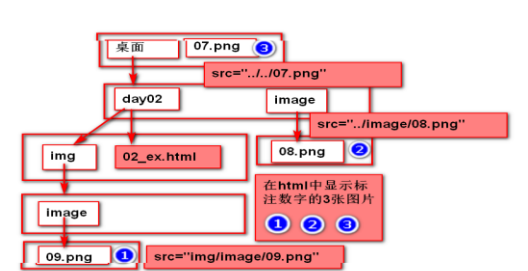 桌面
07.png ③
src="../../07.png"
day02
image
src="../image/08.png"
img
02_ex.html
08.png ②
在html中显示标
注数字的3张图片
① ② ③
image
09.png ①
src="img/image/09.png"